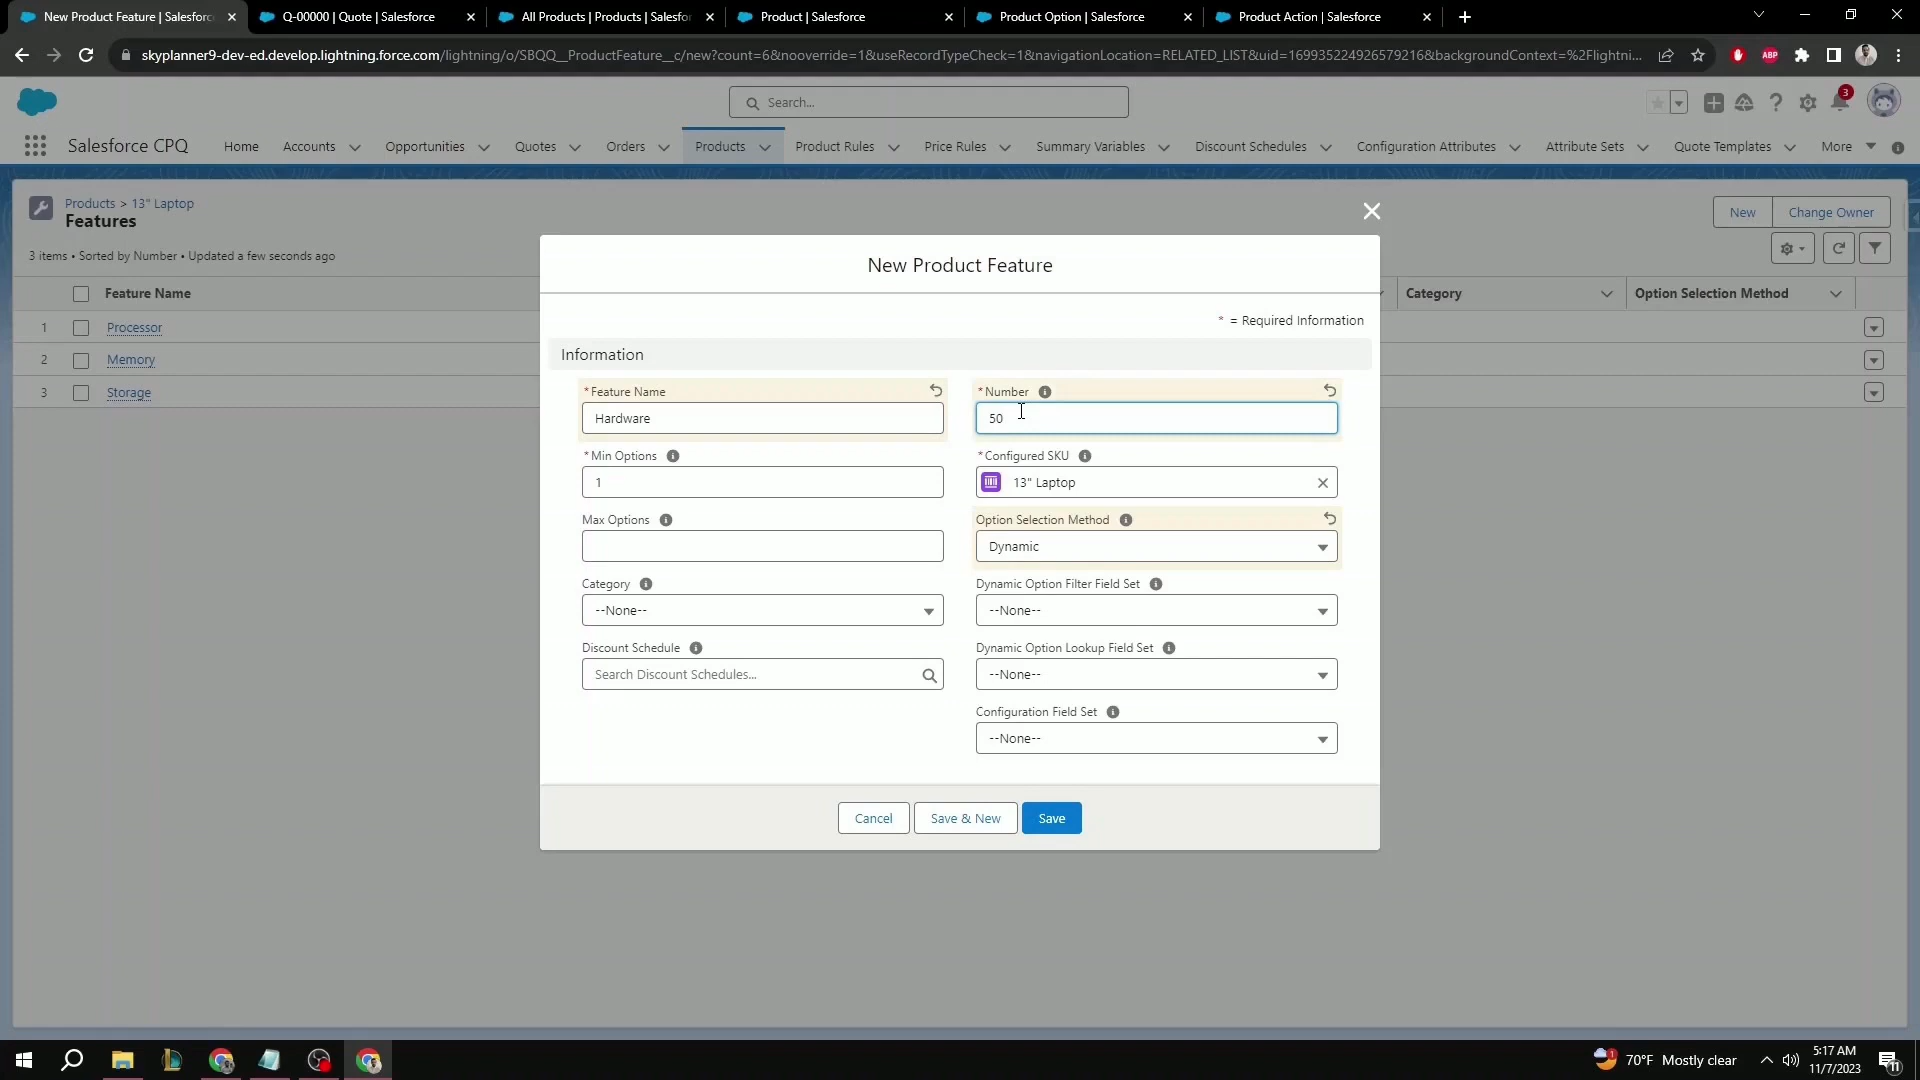 New Product Feature | Salesforc
Q-00000 | Quote | Salesforce
All Products | Products | Salesfor
Product | Salesforce
Product Option | Salesforce
Product Action | Salesforce
skyplanner9-dev-ed.develop.lightning.force.com/lightning/o/SBQQ__ProductFeature__c/new?count=6&nooverride=1&useRecordTypeCheck=1&navigationLocation=RELATED_LIST&uid=169935224926579216&backgroundContext=%2Flightni...
ABP
Search...
3
Salesforce CPQ
Home
Accounts
Opportunities
Quotes
Orders
Products
Product Rules
Price Rules
Summary Variables
Discount Schedules
Configuration Attributes
Attribute Sets
Quote Templates
More
Products > 13" Laptop
Features
New
Change Owner
3 items • Sorted by Number • Updated a few seconds ago
Feature Name
Category
Option Selection Method
1 Processor
2 Memory
3 Storage
New Product Feature
* = Required Information
Information
*Feature Name
Hardware
*Number
50
*Min Options
1
*Configured SKU
13" Laptop
Max Options
Option Selection Method
Dynamic
Category
--None--
Dynamic Option Filter Field Set
--None--
Discount Schedule
Search Discount Schedules...
Dynamic Option Lookup Field Set
--None--
Configuration Field Set
--None--
Cancel
Save & New
Save
1
70°F Mostly clear
5:17 AM
11/7/2023
11